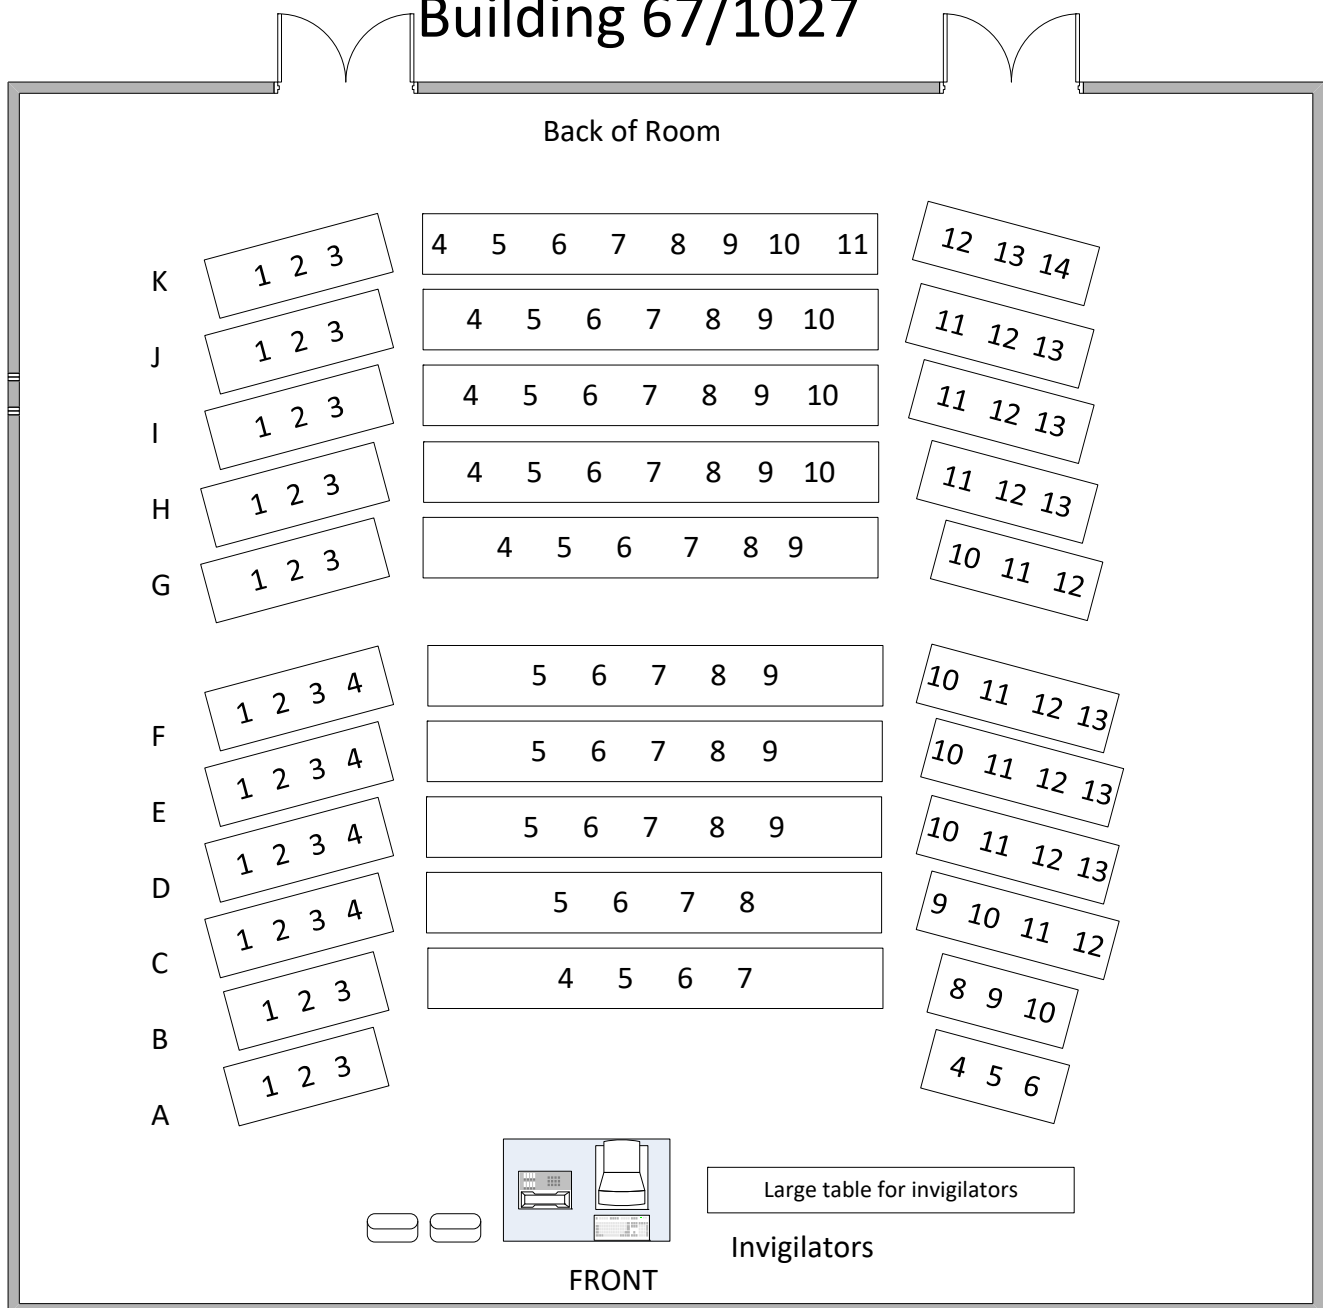 Building 67/1027
Back of Room
K 1 2 3 4 5 6 7 8 9 10 11 12 13 14
J 1 2 3 4 5 6 7 8 9 10 11 12 13
I 1 2 3 4 5 6 7 8 9 10 11 12 13
H 1 2 3 4 5 6 7 8 9 10 11 12 13
G 1 2 3 4 5 6 7 8 9 10 11 12
F 1 2 3 4 5 6 7 8 9 10 11 12 13
E 1 2 3 4 5 6 7 8 9 10 11 12 13
D 1 2 3 4 5 6 7 8 9 10 11 12 13
C 1 2 3 4 5 6 7 8 9 10 11 12
B 1 2 3 4 5 6 7 8 9 10
A 1 2 3 4 5 6
Large table for invigilators
Invigilators
FRONT